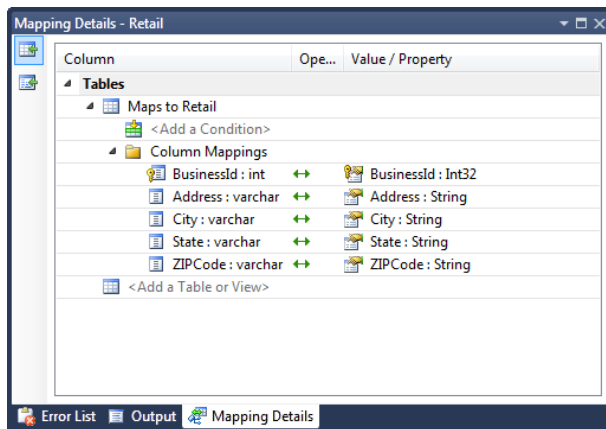 Mapping Details - Retail
Column Ope... Value / Property
Tables
Maps to Retail
<Add a Condition>
Column Mappings
BusinessId : int BusinessId : Int32
Address : varchar Address : String
City : varchar City : String
State : varchar State : String
ZIPCode : varchar ZIPCode : String
<Add a Table or View>
Error List Output Mapping Details